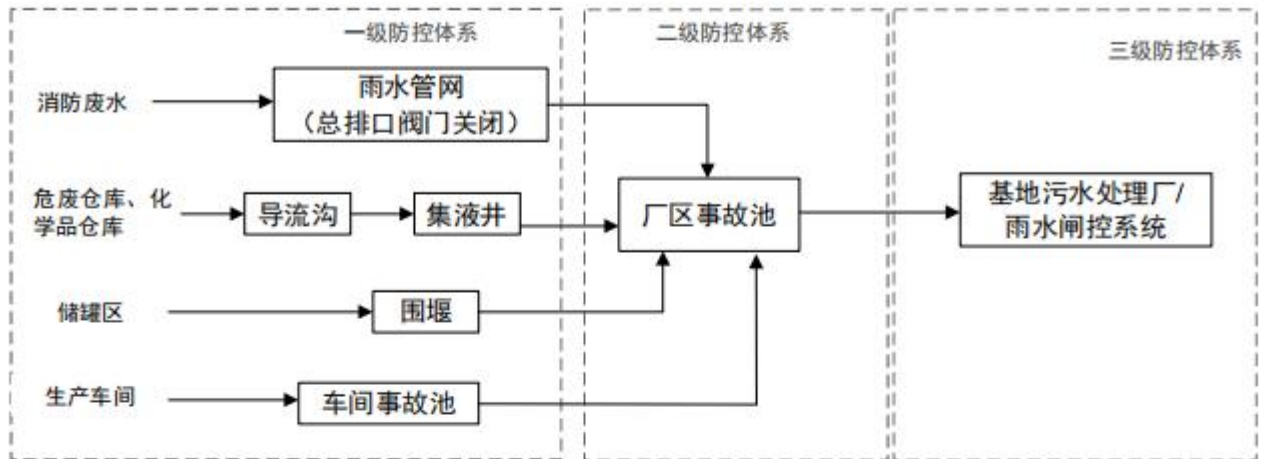 一级防控体系
二级防控体系
三级防控体系
消防废水
雨水管网
（总排口阀门关闭）
危废仓库、化
学品仓库
导流沟
集液井
厂区事故池
基地污水处理厂/
雨水闸控系统
储罐区
围堰
生产车间
车间事故池